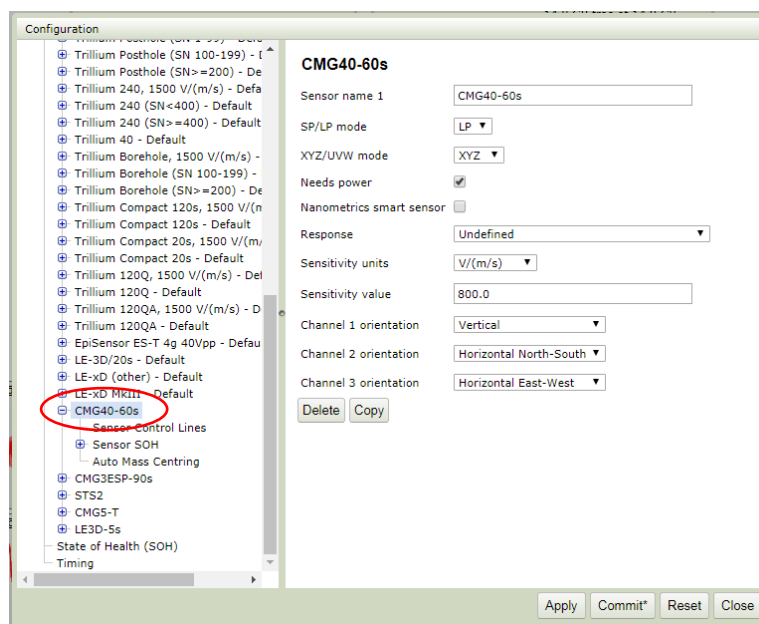 Configuration
Trillium Posthole (SN 100-199) - [
Trillium Posthole (SN>=200) - De
Trillium 240, 1500 V/(m/s) - Defa
Trillium 240 (SN<400) - Default
Trillium 240 (SN>=400) - Default
Trillium 40 - Default
Trillium Borehole, 1500 V/(m/s) -
Trillium Borehole (SN 100-199) -
Trillium Borehole (SN>=200) - De
Trillium Compact 120s, 1500 V/(m
Trillium Compact 120s - Default
Trillium Compact 20s, 1500 V/(m/
Trillium Compact 20s - Default
Trillium 120Q, 1500 V/(m/s) - Def
Trillium 120Q - Default
Trillium 120QA, 1500 V/(m/s) - D
Trillium 120QA - Default
EpiSensor ES-T 4g 40Vpp - Defau
LE-3D/20s - Default
LE-xD (other) - Default
LE-xD MkIII - Default
CMG40-60s
Sensor Control Lines
Sensor SOH
Auto Mass Centring
CMG3ESP-90s
STS2
CMG5-T
LE3D-5s
State of Health (SOH)
Timing
CMG40-60s
Sensor name 1 CMG40-60s
SP/LP mode LP
XYZ/UVW mode XYZ
Needs power
Nanometrics smart sensor
Response Undefined
Sensitivity units V/(m/s)
Sensitivity value 800.0
Channel 1 orientation Vertical
Channel 2 orientation Horizontal North-South
Channel 3 orientation Horizontal East-West
Delete Copy
Apply Commit* Reset Close